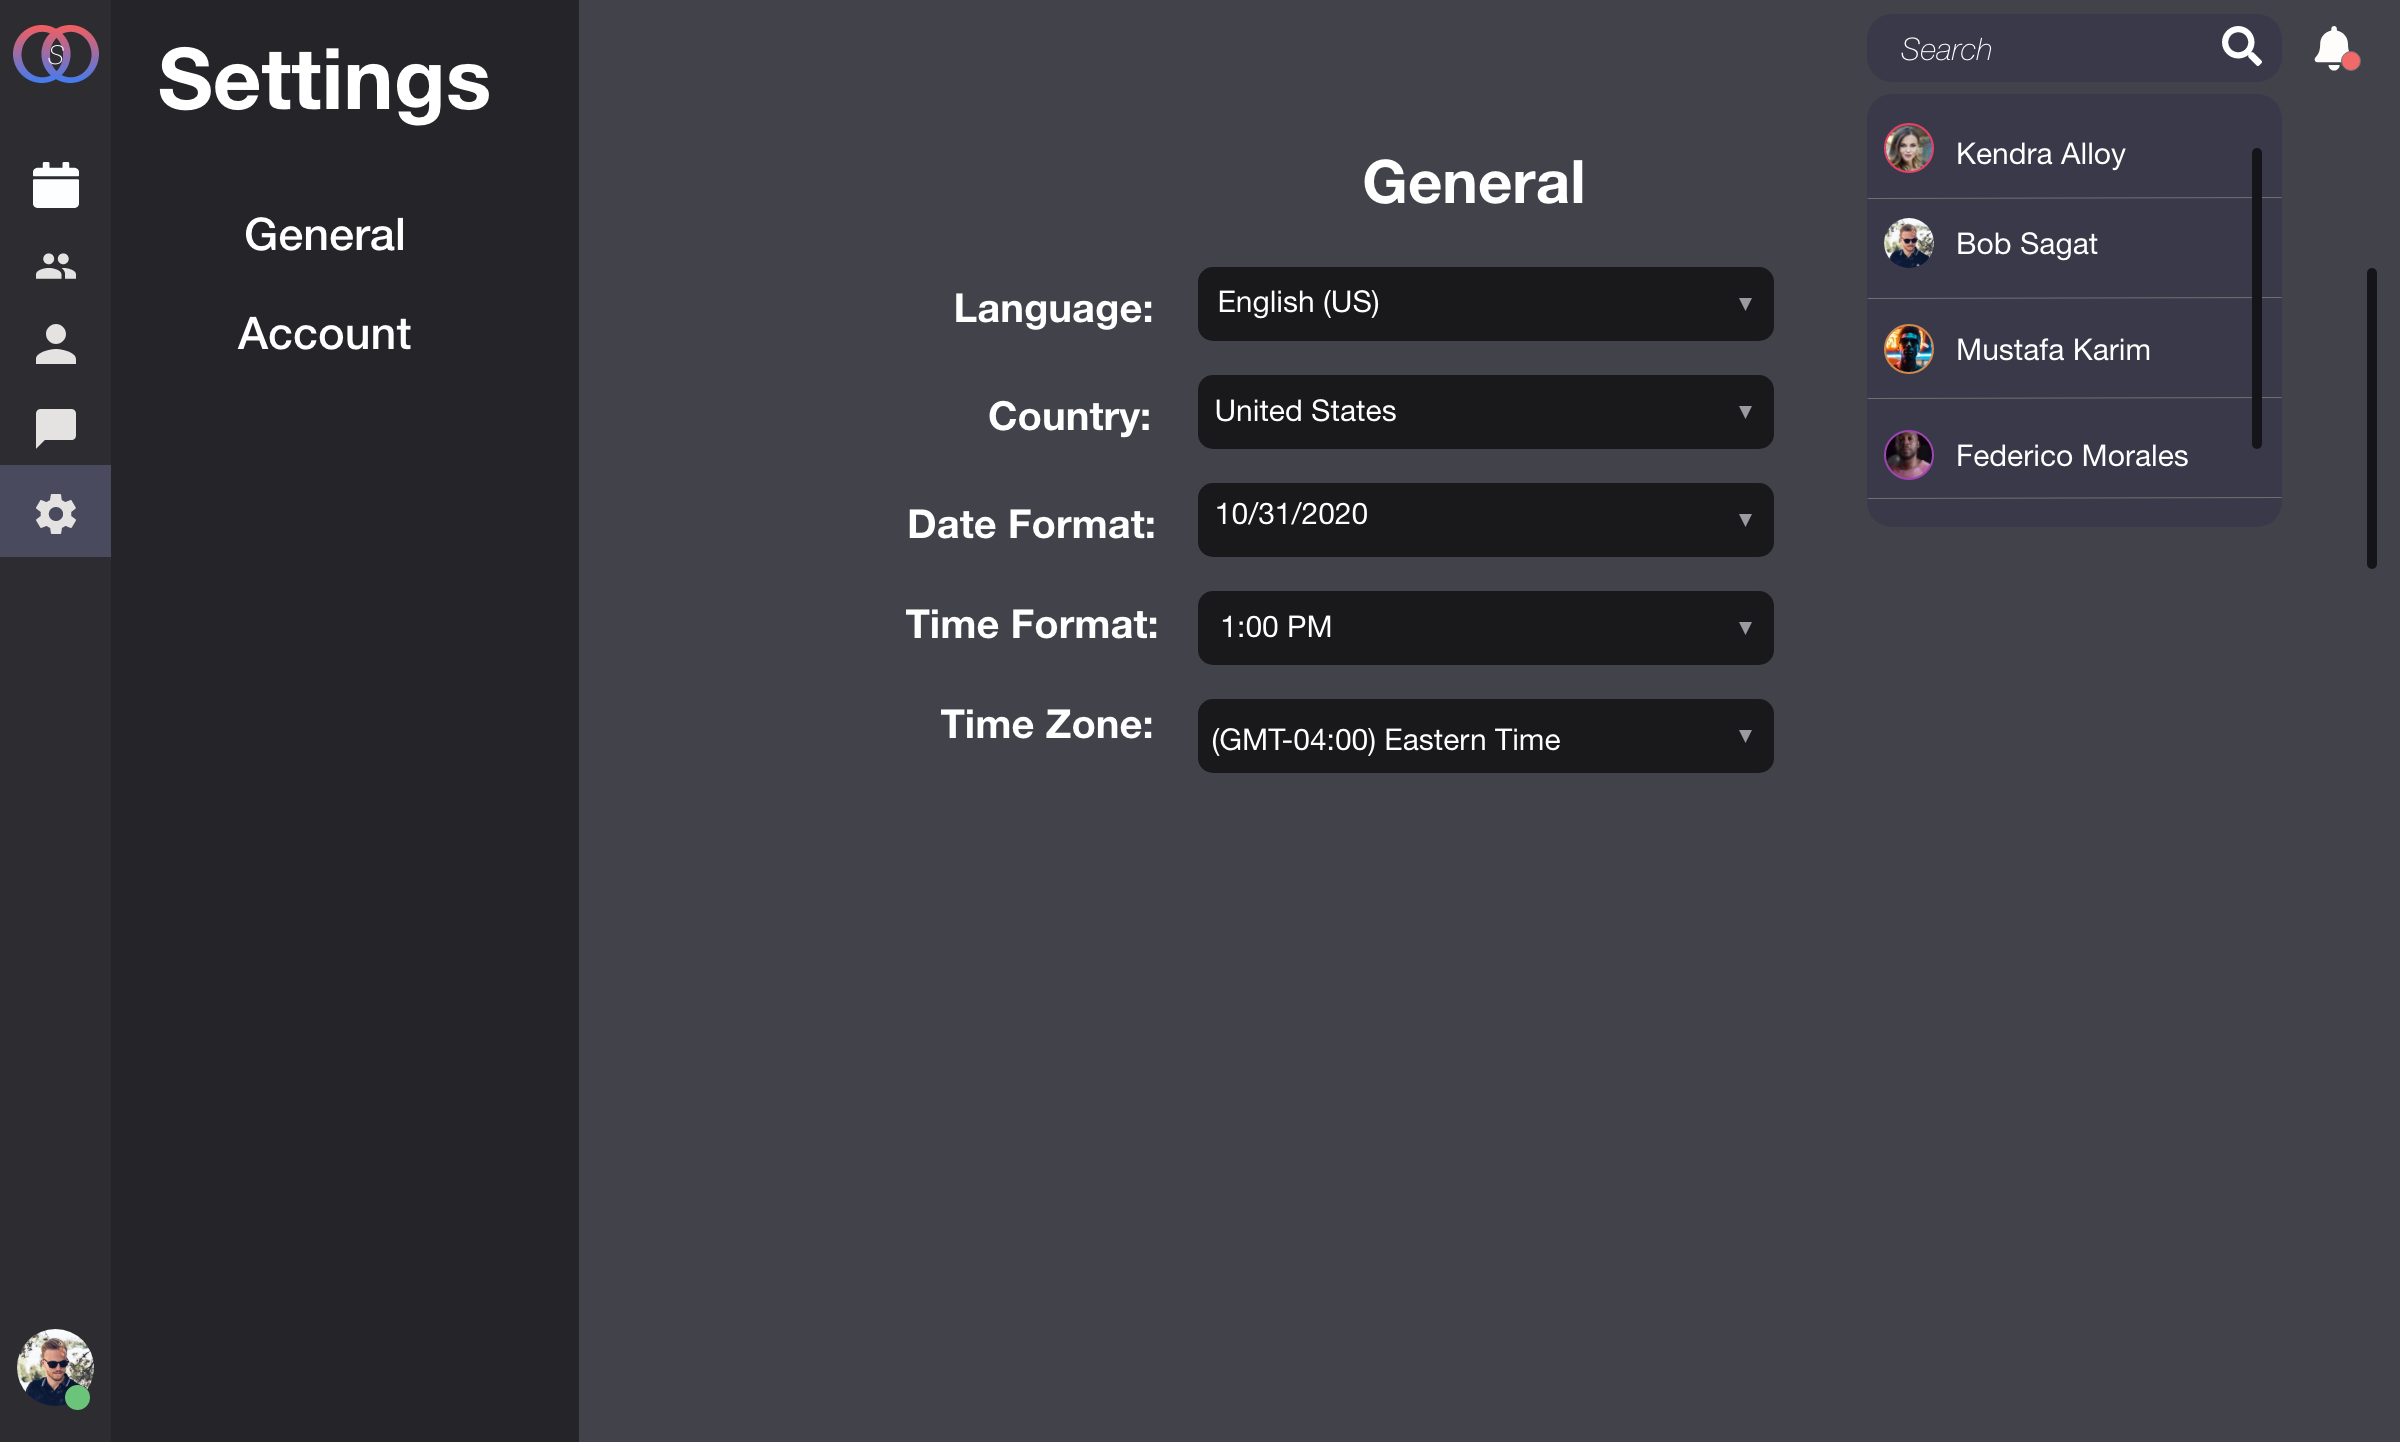 S
Settings
General
Account
General
Language:
English (US)
Country:
United States
Date Format:
10/31/2020
Time Format:
1:00 PM
Time Zone:
(GMT-04:00) Eastern Time
Search
Kendra Alloy
Bob Sagat
Mustafa Karim
Federico Morales